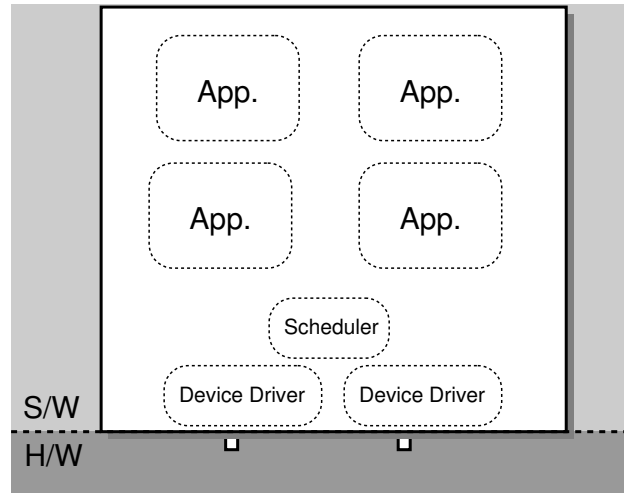 App.
App.
App.
App.
Scheduler
Device Driver
Device Driver
S/W
H/W